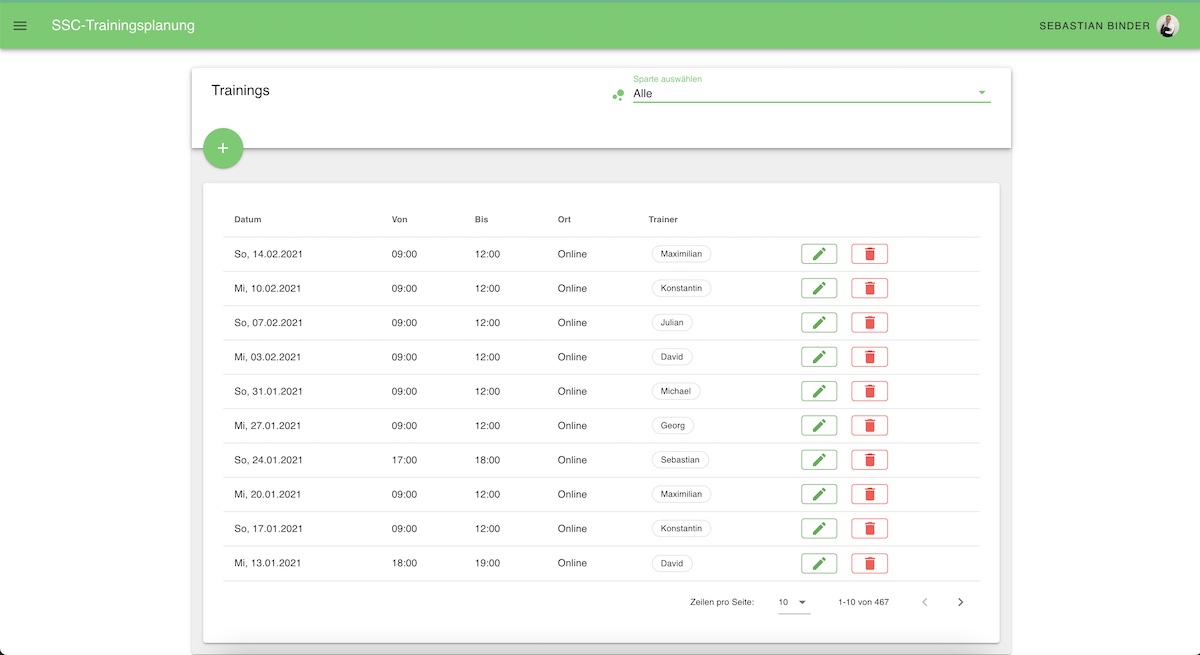 SSC-Trainingsplanung SEBASTIAN BINDER
Trainings
Sparte auswählen
Alle
+
Datum Von Bis Ort Trainer
So, 14.02.2021 09:00 12:00 Online Maximilian
Mi, 10.02.2021 09:00 12:00 Online Konstantin
So, 07.02.2021 09:00 12:00 Online Julian
Mi, 03.02.2021 09:00 12:00 Online David
So, 31.01.2021 09:00 12:00 Online Michael
Mi, 27.01.2021 09:00 12:00 Online Georg
So, 24.01.2021 17:00 18:00 Online Sebastian
Mi, 20.01.2021 09:00 12:00 Online Maximilian
So, 17.01.2021 09:00 12:00 Online Konstantin
Mi, 13.01.2021 18:00 19:00 Online David
Zeilen pro Seite: 10 1-10 von 467